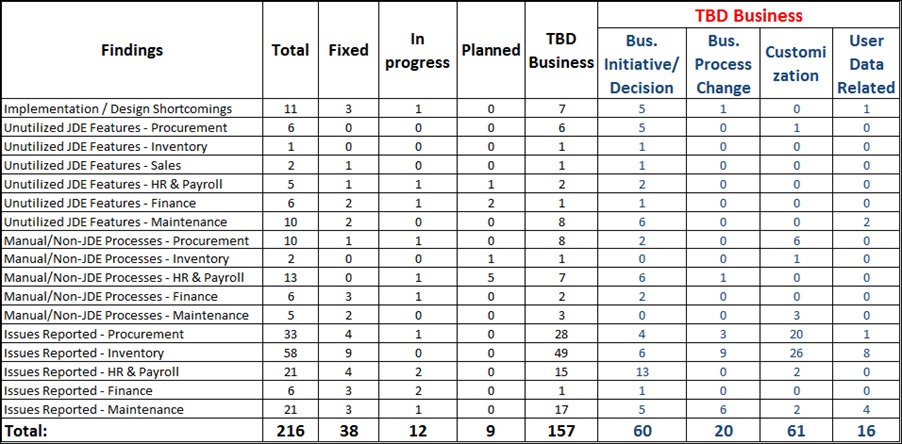 TBD Business
Findings Total Fixed In progress Planned TBD Business Bus. Initiative/ Decision Bus. Process Change Customi zation User Data Related
Implementation / Design Shortcomings 11 3 1 0 7 5 1 0 1
Unutilized JDE Features - Procurement 6 0 0 0 6 5 0 1 0
Unutilized JDE Features - Inventory 1 0 0 0 1 1 0 0 0
Unutilized JDE Features - Sales 2 1 0 0 1 1 0 0 0
Unutilized JDE Features - HR & Payroll 5 1 1 1 2 2 0 0 0
Unutilized JDE Features - Finance 6 2 1 2 1 1 0 0 0
Unutilized JDE Features - Maintenance 10 2 0 0 8 6 0 0 2
Manual/Non-JDE Processes - Procurement 10 1 1 0 8 2 0 6 0
Manual/Non-JDE Processes - Inventory 2 0 0 1 1 0 0 1 0
Manual/Non-JDE Processes - HR & Payroll 13 0 1 5 7 6 1 0 0
Manual/Non-JDE Processes - Finance 6 3 1 0 2 2 0 0 0
Manual/Non-JDE Processes - Maintenance 5 2 0 0 3 0 0 3 0
Issues Reported - Procurement 33 4 1 0 28 4 3 20 1
Issues Reported - Inventory 58 9 0 0 49 6 9 26 8
Issues Reported - HR & Payroll 21 4 2 0 15 13 0 2 0
Issues Reported - Finance 6 3 2 0 1 1 0 0 0
Issues Reported - Maintenance 21 3 1 0 17 5 6 2 4
Total: 216 38 12 9 157 60 20 61 16